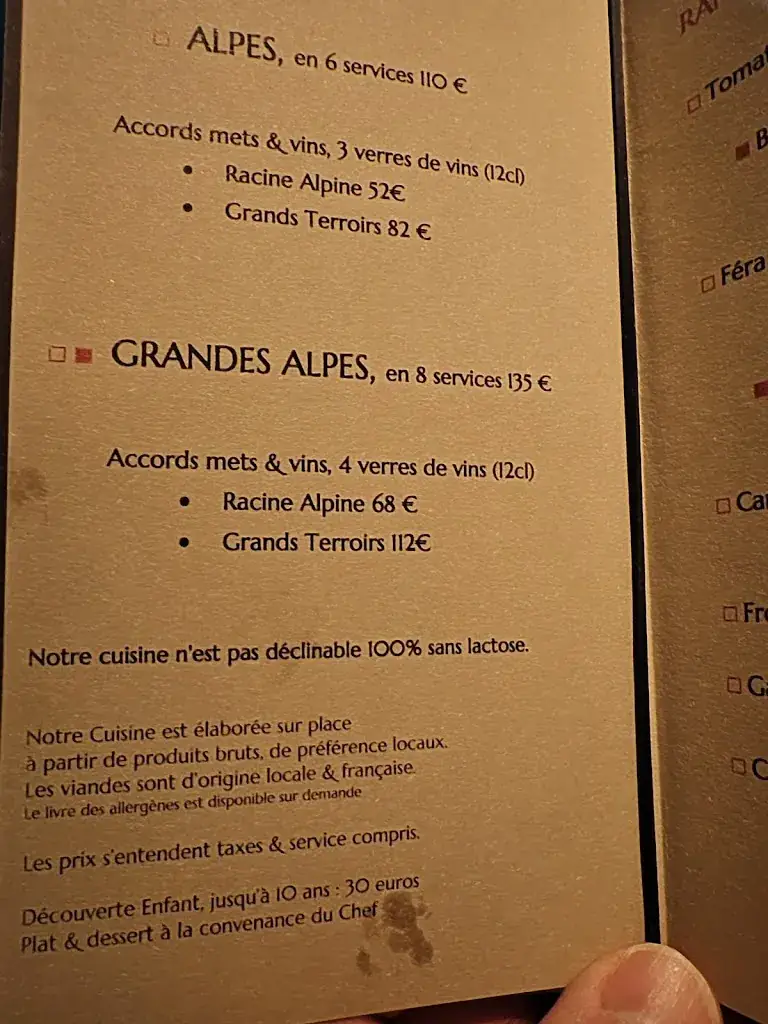 ALPES, en 6 services 110 €
Accords mets & vins, 3 verres de vins (12cl)
• Racine Alpine 52€
• Grands Terroirs 82 €
GRANDES ALPES, en 8 services 135 €
Accords mets & vins, 4 verres de vins (12cl)
• Racine Alpine 68 €
• Grands Terroirs 112€
Notre cuisine n'est pas déclinable 100% sans lactose.
Notre Cuisine est élaborée sur place
à partir de produits bruts, de préférence locaux.
Les viandes sont d'origine locale & française.
Le livre des allergènes est disponible sur demande
Les prix s'entendent taxes & service compris.
Découverte Enfant, jusqu'à 10 ans : 30 euros
Plat & dessert à la convenance du Chef
Féra